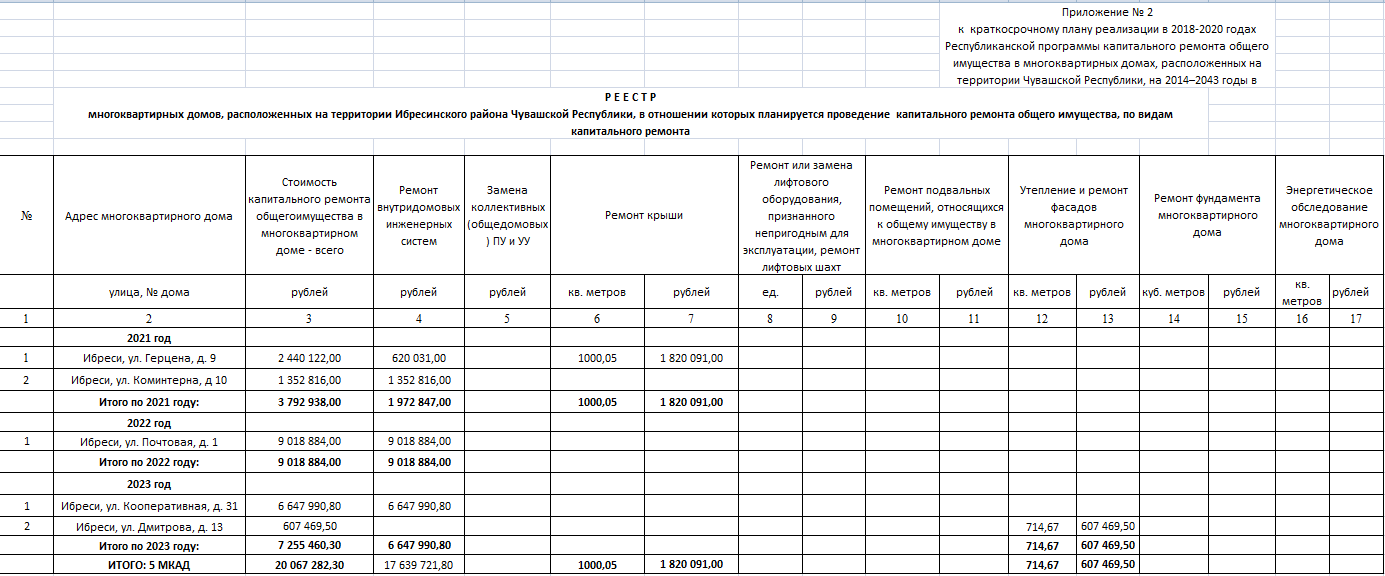 Приложение № 2
к краткосрочному плану реализации в 2018-2020 годах
Республиканской программы капитального ремонта общего
имущества в многоквартирных домах, расположенных на
территории Чувашской Республики, на 2014–2043 годы в
Р Е Е С Т Р
многоквартирных домов, расположенных на территории Ибресинского района Чувашской Республики, в отношении которых планируется проведение капитального ремонта общего имущества, по видам
капитального ремонта
№
Адрес многоквартирного дома
Стоимость
капитального ремонта
общегоимущества в
многоквартирном
доме - всего
Ремонт
внутридомовых
инженерных
систем
Замена
коллективных
(общедомовых
) ПУ и УУ
Ремонт крыши
Ремонт или замена
лифтового
оборудования,
признанного
непригодным для
эксплуатации, ремонт
лифтовых шахт
Ремонт подвальных
помещений, относящихся
к общему имуществу в
многоквартирном доме
Утепление и ремонт
фасадов
многоквартирного
дома
Ремонт фундамента
многоквартирного
дома
Энергетическое
обследование
многоквартирного
дома
улица, № дома рублей рублей рублей кв. метров рублей ед. рублей кв. метров рублей кв. метров рублей куб. метров рублей кв. метров рублей
1 2 3 4 5 6 7 8 9 10 11 12 13 14 15 16 17
2021 год
1 Ибреси, ул. Герцена, д. 9 2 440 122,00 620 031,00 1000,05 1 820 091,00
2 Ибреси, ул. Коминтерна, д 10 1 352 816,00 1 352 816,00
Итого по 2021 году: 3 792 938,00 1 972 847,00 1000,05 1 820 091,00
2022 год
1 Ибреси, ул. Почтовая, д. 1 9 018 884,00 9 018 884,00
Итого по 2022 году: 9 018 884,00 9 018 884,00
2023 год
1 Ибреси, ул. Кооперативная, д. 31 6 647 990,80 6 647 990,80
2 Ибреси, ул. Дмитрова, д. 13 607 469,50 714,67 607 469,50
Итого по 2023 году: 7 255 460,30 6 647 990,80 714,67 607 469,50
ИТОГО: 5 МКАД 20 067 282,30 17 639 721,80 1000,05 1 820 091,00 714,67 607 469,50